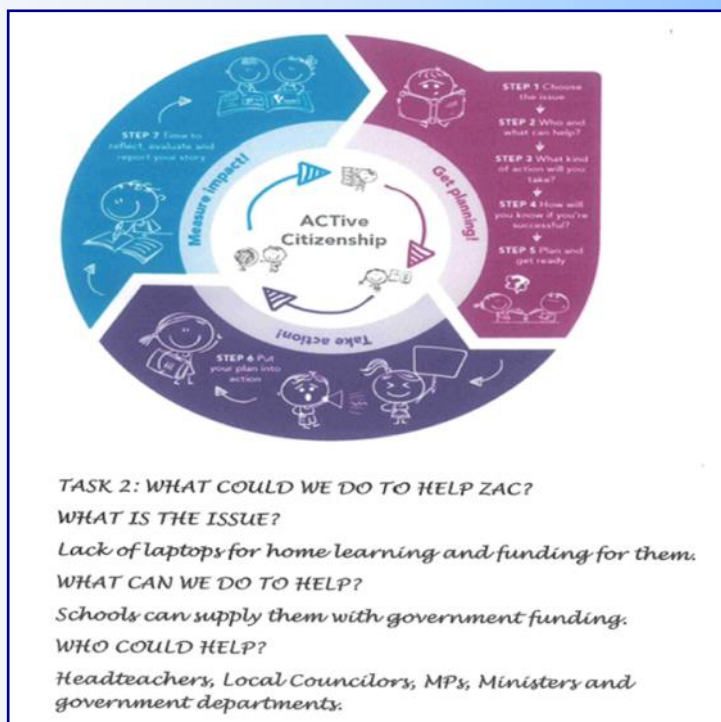 STEP 1 Choose
the issue
STEP 2 Who and
what can help?
STEP 3 What kind
of action will you
take?
STEP 4 How will
you know if you're
successful?
STEP 5 Plan and
get ready
Get planning!
STEP 6 Put
your plan into
action
Take action!
STEP 7 Time to
reflect, evaluate and
report your story
Measure impact!
ACTive
Citizenship
TASK 2: WHAT COULD WE DO TO HELP ZAC?
WHAT IS THE ISSUE?
Lack of laptops for home learning and funding for them.
WHAT CAN WE DO TO HELP?
Schools can supply them with government funding.
WHO COULD HELP?
Headteachers, Local Councilors, MPs, Ministers and
government departments.